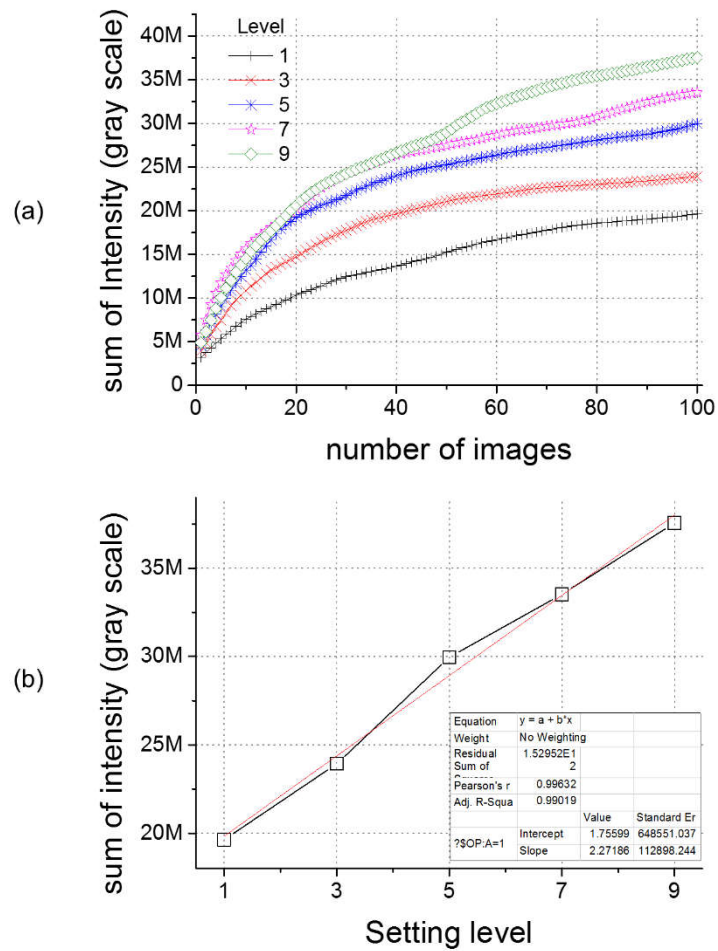 Level
1
3
5
7
9
40M
35M
30M
25M
20M
15M
10M
5M
0
sum of Intensity (gray scale)
(a)
0 20 40 60 80 100
number of images
35M
30M
25M
20M
sum of intensity (gray scale)
(b)
Equation y = a + b*x
Weight No Weighting
Residual 1.52952E1
Sum of 2
Pearson's r 0.99632
Adj. R-Squa 0.99019
Value Standard Er
?$OP:A=1 Intercept 1.75599 648551.037
Slope 2.27186 112898.244
1 3 5 7 9
Setting level